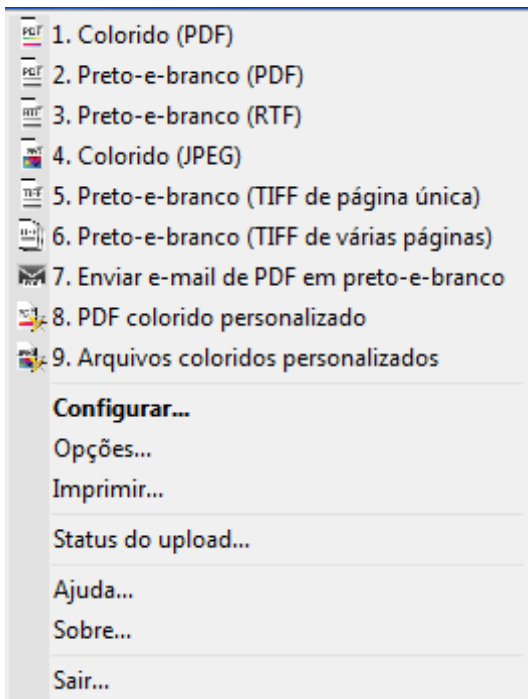 1. Colorido (PDF)
2. Preto-e-branco (PDF)
3. Preto-e-branco (RTF)
4. Colorido (JPEG)
5. Preto-e-branco (TIFF de página única)
6. Preto-e-branco (TIFF de várias páginas)
7. Enviar e-mail de PDF em preto-e-branco
8. PDF colorido personalizado
9. Arquivos coloridos personalizados
Configurar...
Opções...
Imprimir...
Status do upload...
Ajuda...
Sobre...
Sair...